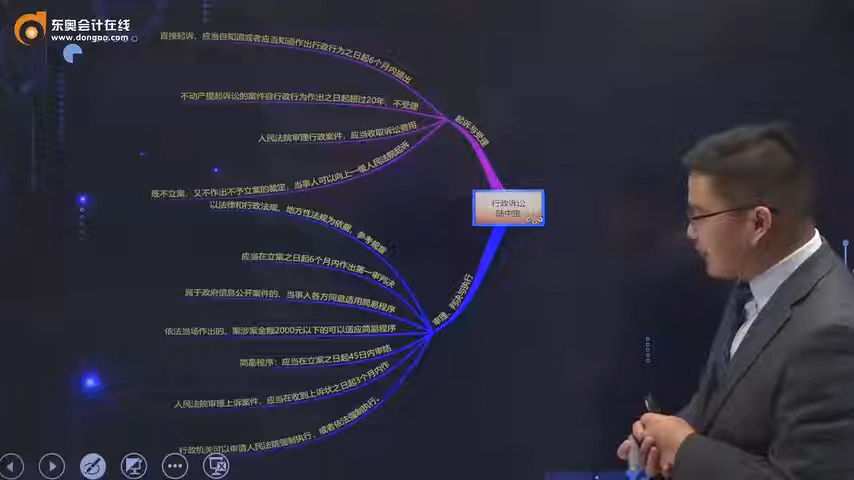 东奥会计在线
www.dongao.com
直接起诉，应当自知道或者应当知道作出行政行为之日起6个月内提出
不动产提起诉讼的案件自行政行为作出之日起超过20年，不受理
人民法院审理行政案件，应当收取诉讼费用
既不立案，又不作出不予立案的裁定，当事人可以向上一级人民法院起诉
起诉与受理
行政诉讼
以法律和行政法规、地方性法规为依据，参考规章
应当在立案之日起6个月内作出第一审判决
属于政府信息公开案件的、当事人各方同意适用简易程序
依法当场作出的、案涉案金额2000元以下的可以适应简易程序
简易程序：应当在立案之日起45日内审结
人民法院审理上诉案件，应当在收到上诉状之日起3个月内作
行政机关可以申请人民法院强制执行，或者依法强制执行。
审理、判决与执行